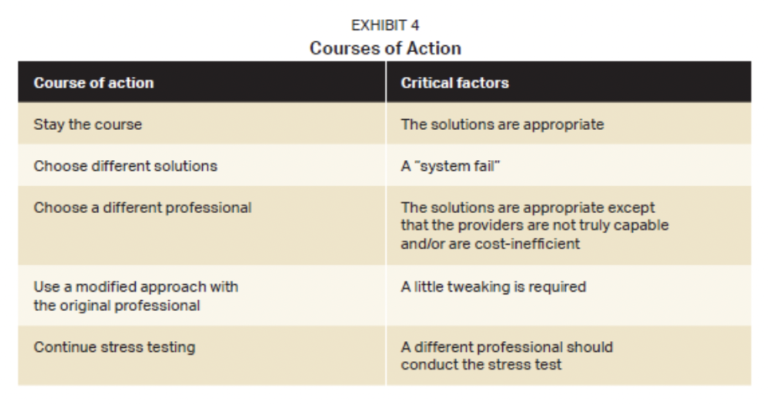 EXHIBIT 4
Courses of Action
Course of action
Critical factors
Stay the course
The solutions are appropriate
Choose different solutions
A "system fail"
Choose a different professional
The solutions are appropriate except
that the providers are not truly capable
and/or are cost-inefficient
Use a modified approach with
the original professional
A little tweaking is required
Continue stress testing
A different professional should
conduct the stress test